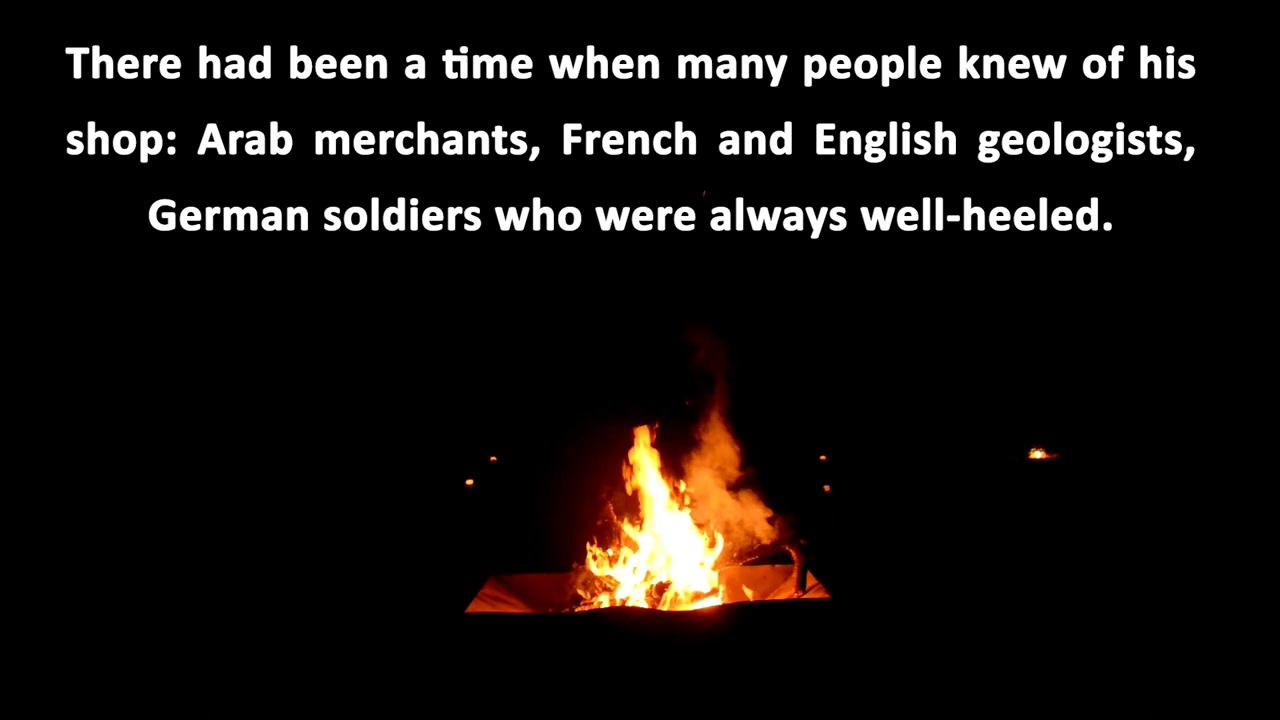 There had been a time when many people knew of his
shop: Arab merchants, French and English geologists,
German soldiers who were always well-heeled.